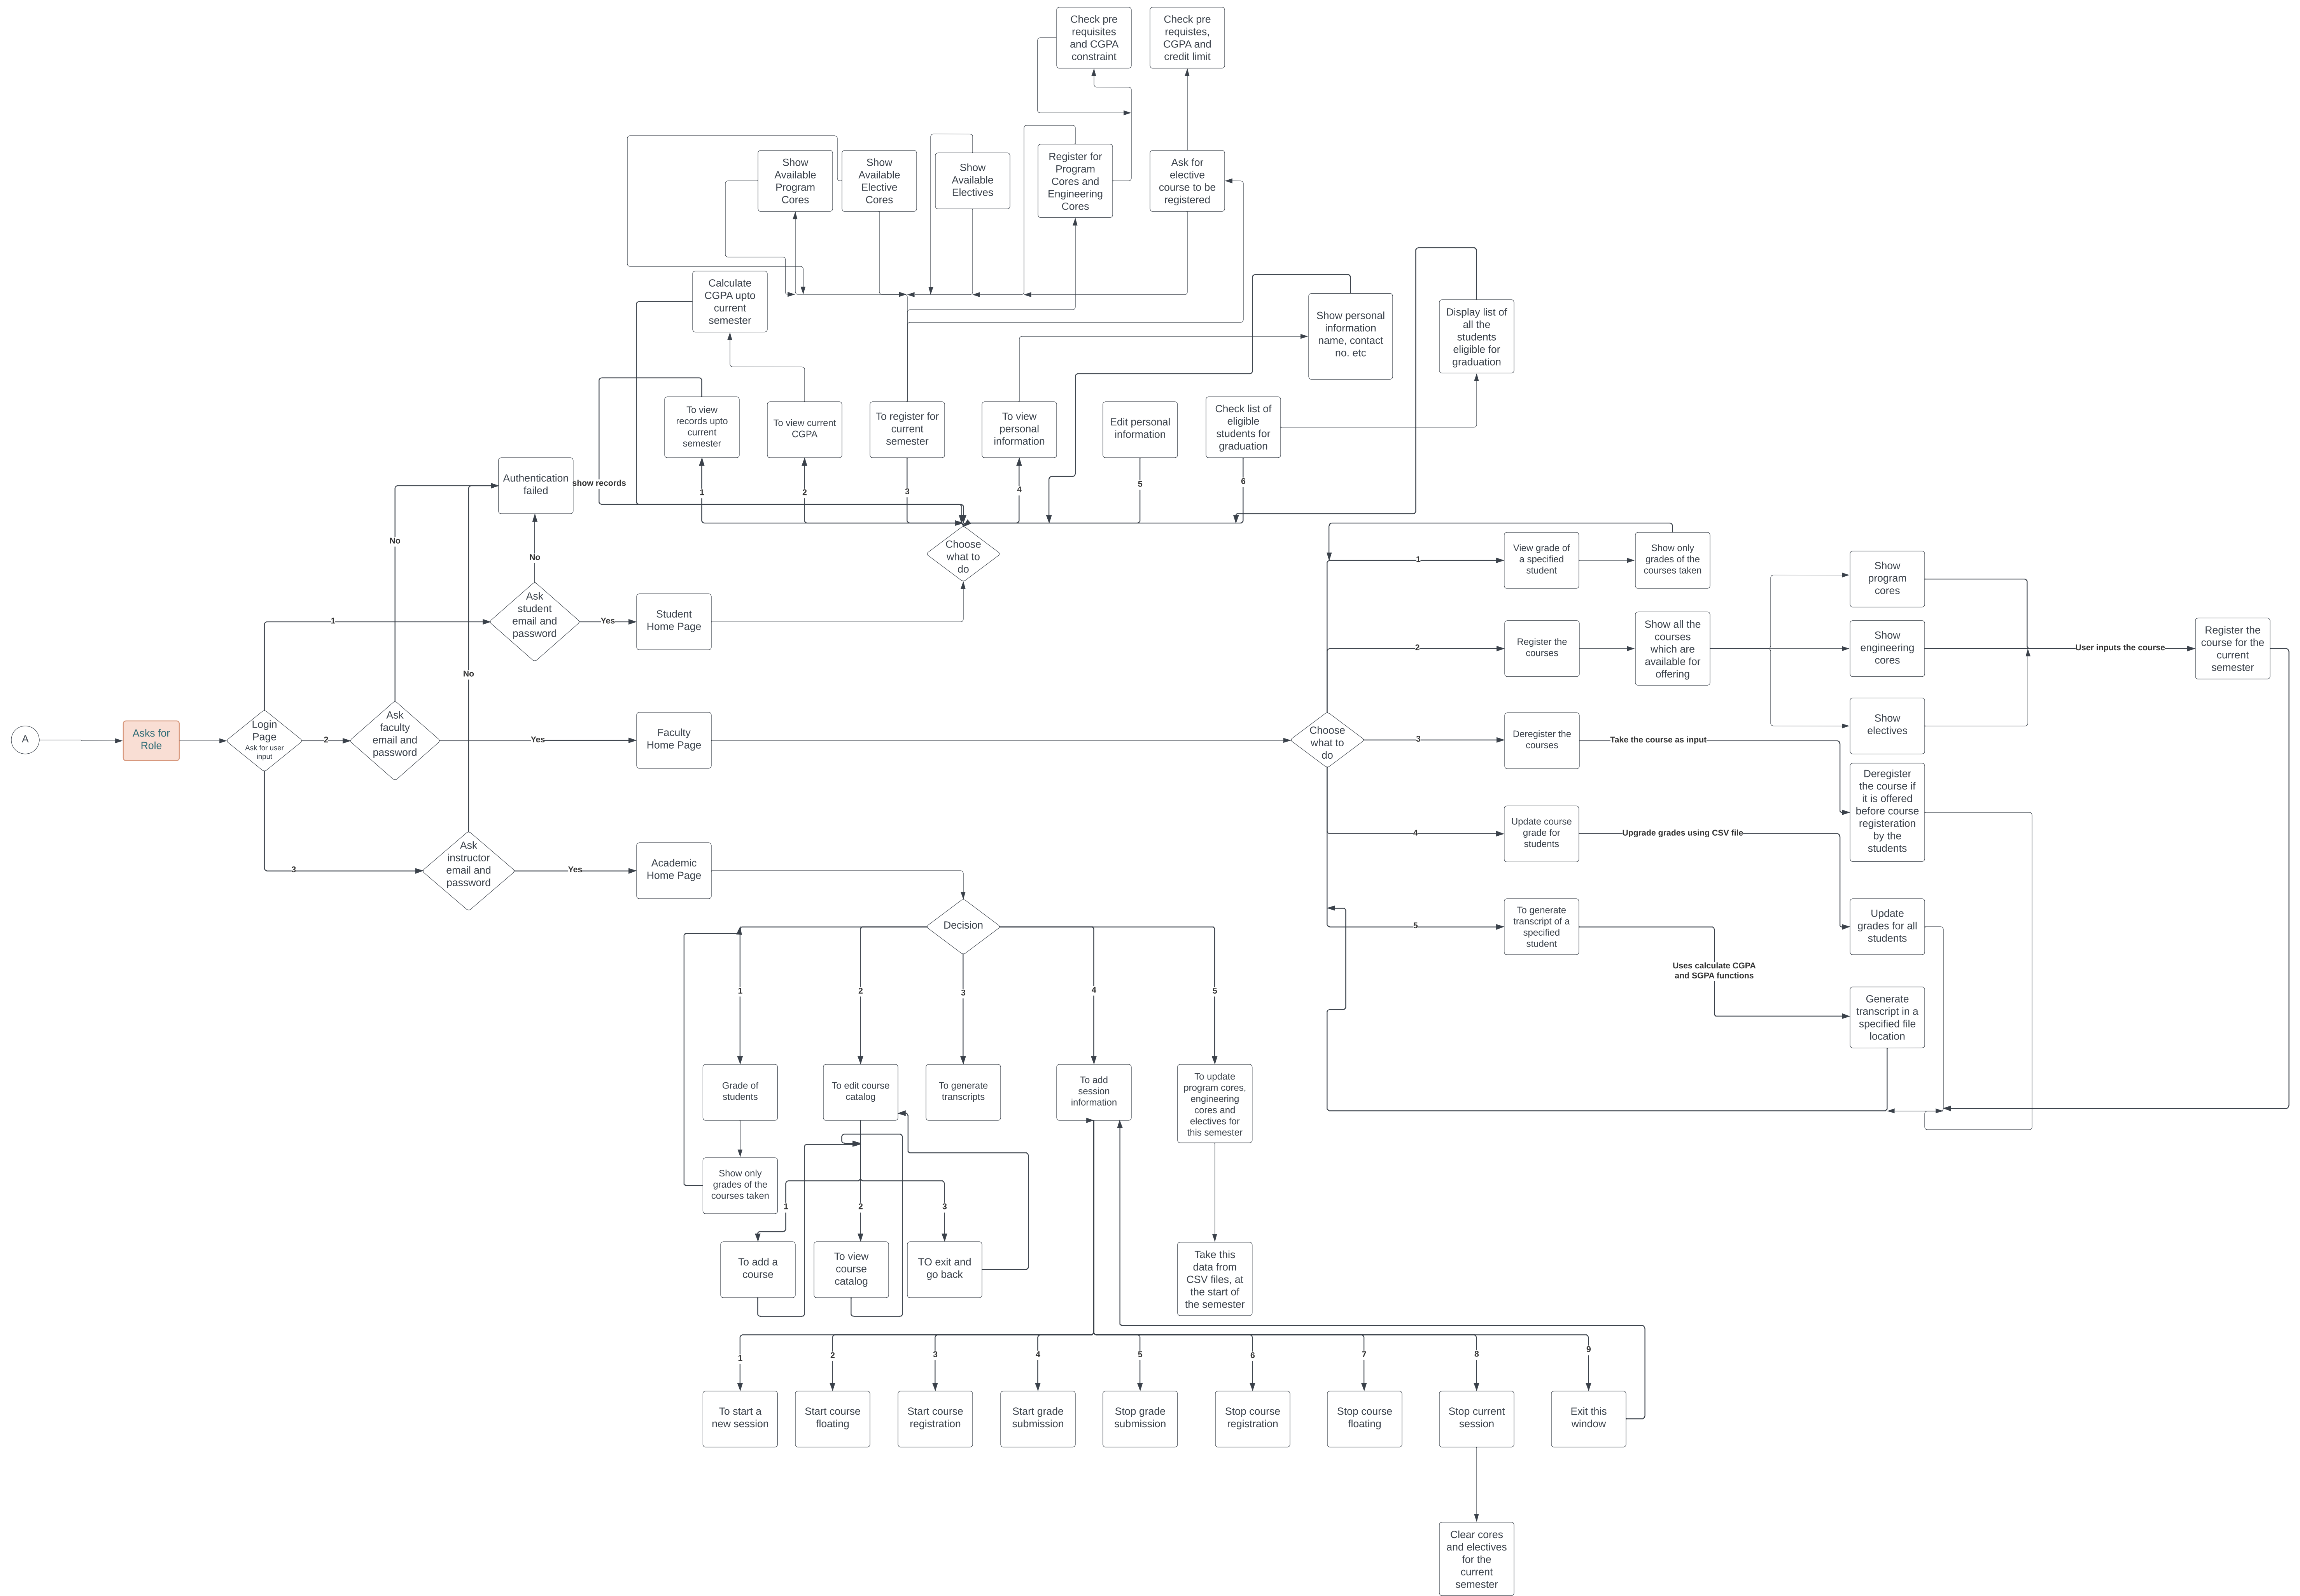 Check pre
requisites
and CGPA
constraint
Check pre
requistes,
CGPA and
credit limit
Show
Available
Program
Cores
Show
Available
Elective
Cores
Show
Available
Electives
Register for
Program
Cores and
Engineering
Cores
Ask for
elective
course to be
registered
Calculate
CGPA upto
current
semester
Show personal
information
name, contact
no. etc
Display list of
all the
students
eligible for
graduation
To view
records upto
current
semester
To view current
CGPA
To register for
current
semester
To view
personal
information
Edit personal
information
Check list of
eligible
students for
graduation
Authentication
failed
show records
1
2
3
4
5
6
No
No
No
Choose
what to
do
Ask
student
email and
password
1
Yes
Student
Home Page
A
Asks for
Role
Login
Page
Ask for user
input
2
Ask
faculty
email and
password
Yes
Faculty
Home Page
3
Ask
instructor
email and
password
Yes
Academic
Home Page
Choose
what to
do
1
View grade of
a specified
student
Show only
grades of the
courses taken
2
Register the
courses
Show all the
courses
which are
available for
offering
Show
program
cores
Show
engineering
cores
Show
electives
User inputs the course
Register the
course for the
current
semester
3
Deregister the
courses
Take the course as input
Deregister
the course if
it is offered
before course
registeration
by the
students
4
Update course
grade for
students
Upgrade grades using CSV file
Update
grades for all
students
5
To generate
transcript of a
specified
student
Uses calculate CGPA
and SGPA functions
Generate
transcript in a
specified file
location
Decision
1
2
3
4
5
Grade of
students
To edit course
catalog
To generate
transcripts
To add
session
information
To update
program cores,
engineering
cores and
electives for
this semester
Show only
grades of the
courses taken
1
2
3
To add a
course
To view
course
catalog
TO exit and
go back
Take this
data from
CSV files, at
the start of
the semester
1
2
3
4
5
6
7
8
9
To start a
new session
Start course
floating
Start course
registration
Start grade
submission
Stop grade
submission
Stop course
registration
Stop course
floating
Stop current
session
Exit this
window
Clear cores
and electives
for the
current
semester